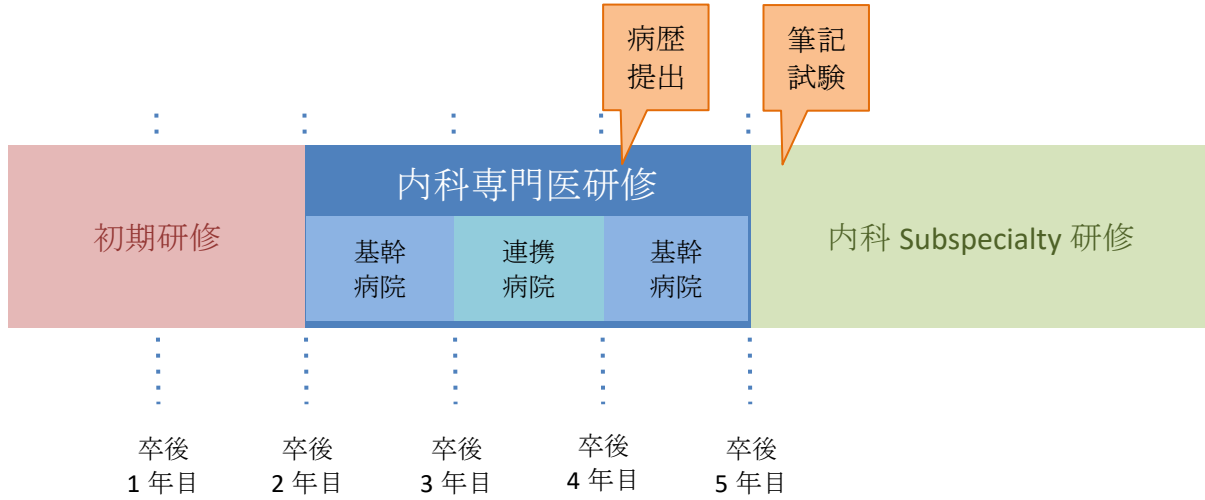 病歴
提出
筆記
試験
内科専門医研修
初期研修
基幹
病院
連携
病院
基幹
病院
内科 Subspecialty 研修
卒後
1 年目
卒後
2 年目
卒後
3 年目
卒後
4 年目
卒後
5 年目